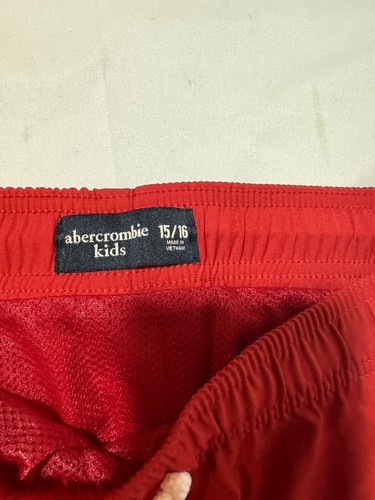 abercrombie
kids
15/16
MADE IN
VIETNAM